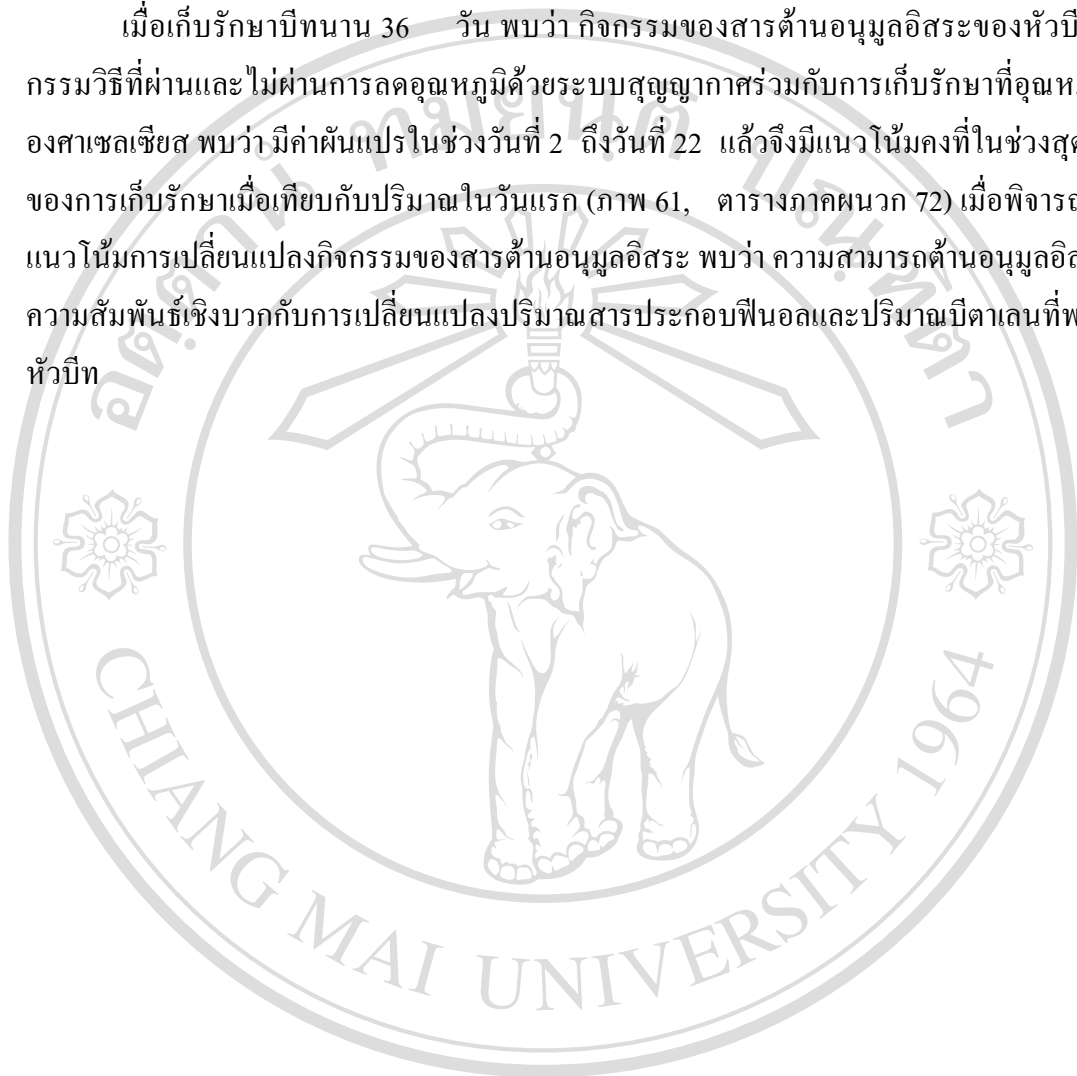 เมื่อเก็บรักษาบีทนาน 36 วัน พบว่า กิจกรรมของสารต้านอนุมูลอิสระของหัวบี
กรรมวิธีที่ผ่านและไม่ผ่านการลดอุณหภูมิด้วยระบบสุญญากาศร่วมกับการเก็บรักษาที่อุณห
องศาเซลเซียส พบว่า มีค่าผันแปรในช่วงวันที่ 2 ถึงวันที่ 22 แล้วจึงมีแนวโน้มคงที่ในช่วงสุด
ของการเก็บรักษาเมื่อเทียบกับปริมาณในวันแรก (ภาพ 61, ตารางภาคผนวก 72) เมื่อพิจารณ
แนวโน้มการเปลี่ยนแปลงกิจกรรมของสารต้านอนุมูลอิสระ พบว่า ความสามารถต้านอนุมูลอิส
ความสัมพันธ์เชิงบวกกับการเปลี่ยนแปลงปริมาณสารประกอบฟีนอลและปริมาณบีตาเลนที่พ
หัวบีท
อตฺตานํ ทมยนฺติ ปณฺฑิตา
CHIANG MAI UNIVERSITY 1964